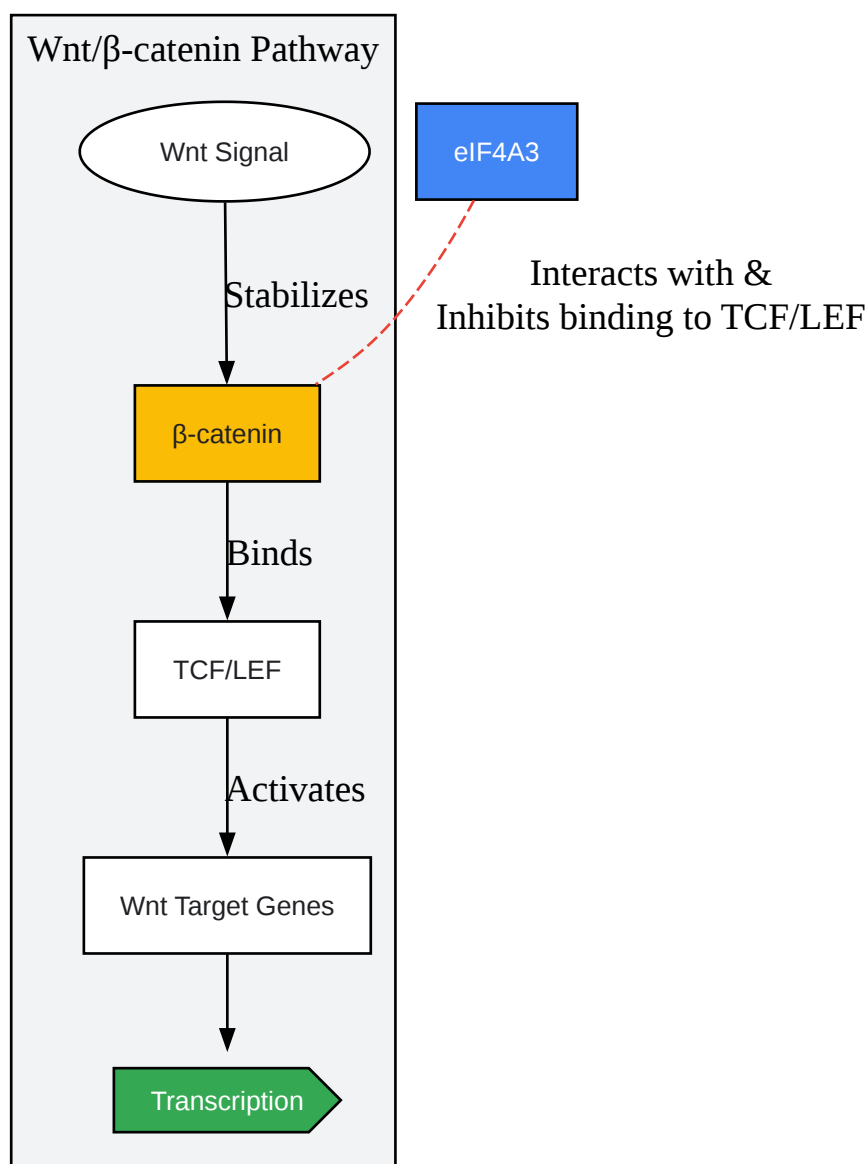 Wnt/β-catenin Pathway
Wnt Signal
eIF4A3
Stabilizes
Interacts with &
Inhibits binding to TCF/LEF
β-catenin
Binds
TCF/LEF
Activates
Wnt Target Genes
Transcription